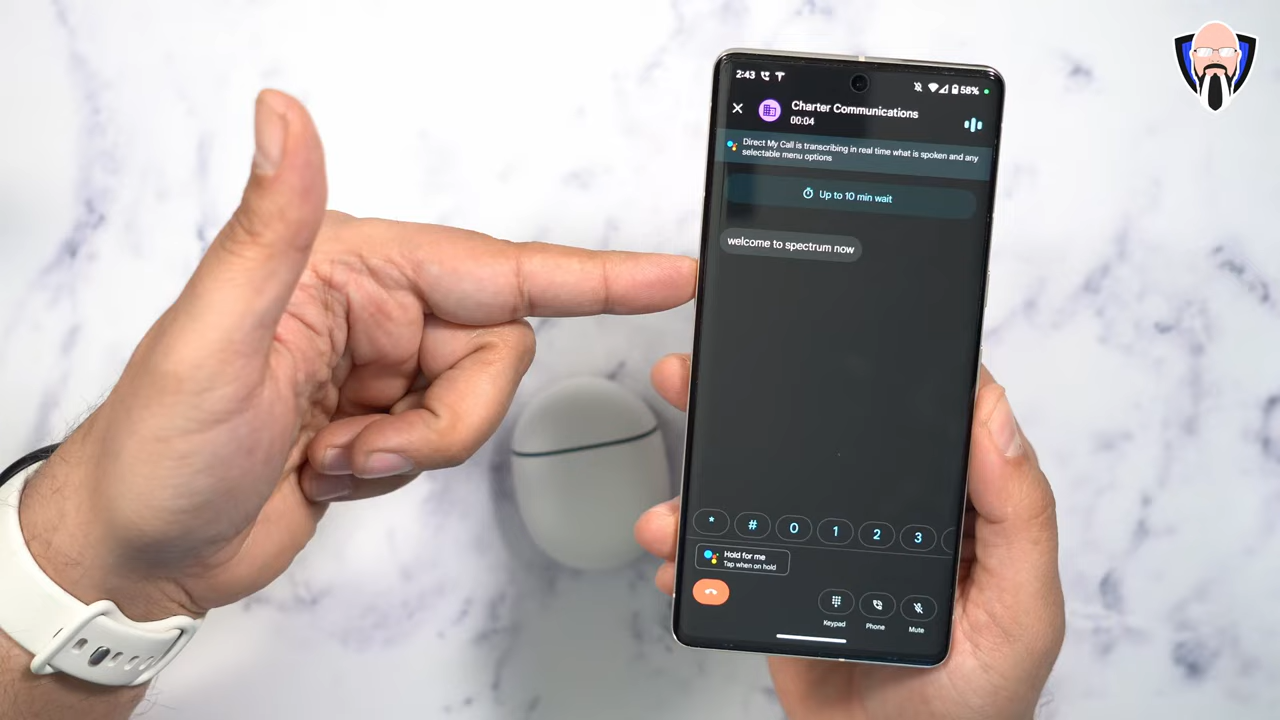 2:43
58%
Charter Communications
00:04
Direct My Call is transcribing in real time what is spoken and any
selectable menu options
Up to 10 min wait
welcome to spectrum now
* # 0 1 2 3
Hold for me
Tap when on hold
Keypad Phone Mute